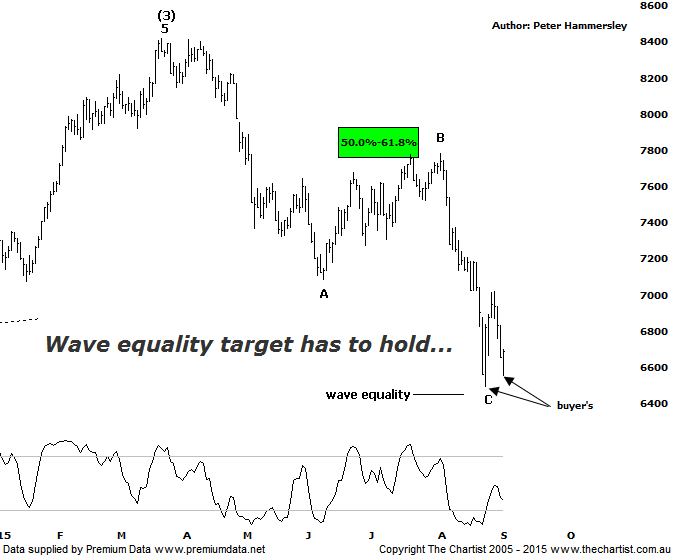 8600
Author: Peter Hammersley
(3)
5
8400
8200
8000
50.0%-61.8%
B
7800
7600
7400
7200
A
7000
6800
Wave equality target has to hold...
6600
wave equality
C
buyer's
6400
15 F M A M J J A S O
Data supplied by Premium Data www.premiumdata.net
Copyright The Chartist 2005 - 2015 www.thechartist.com.au